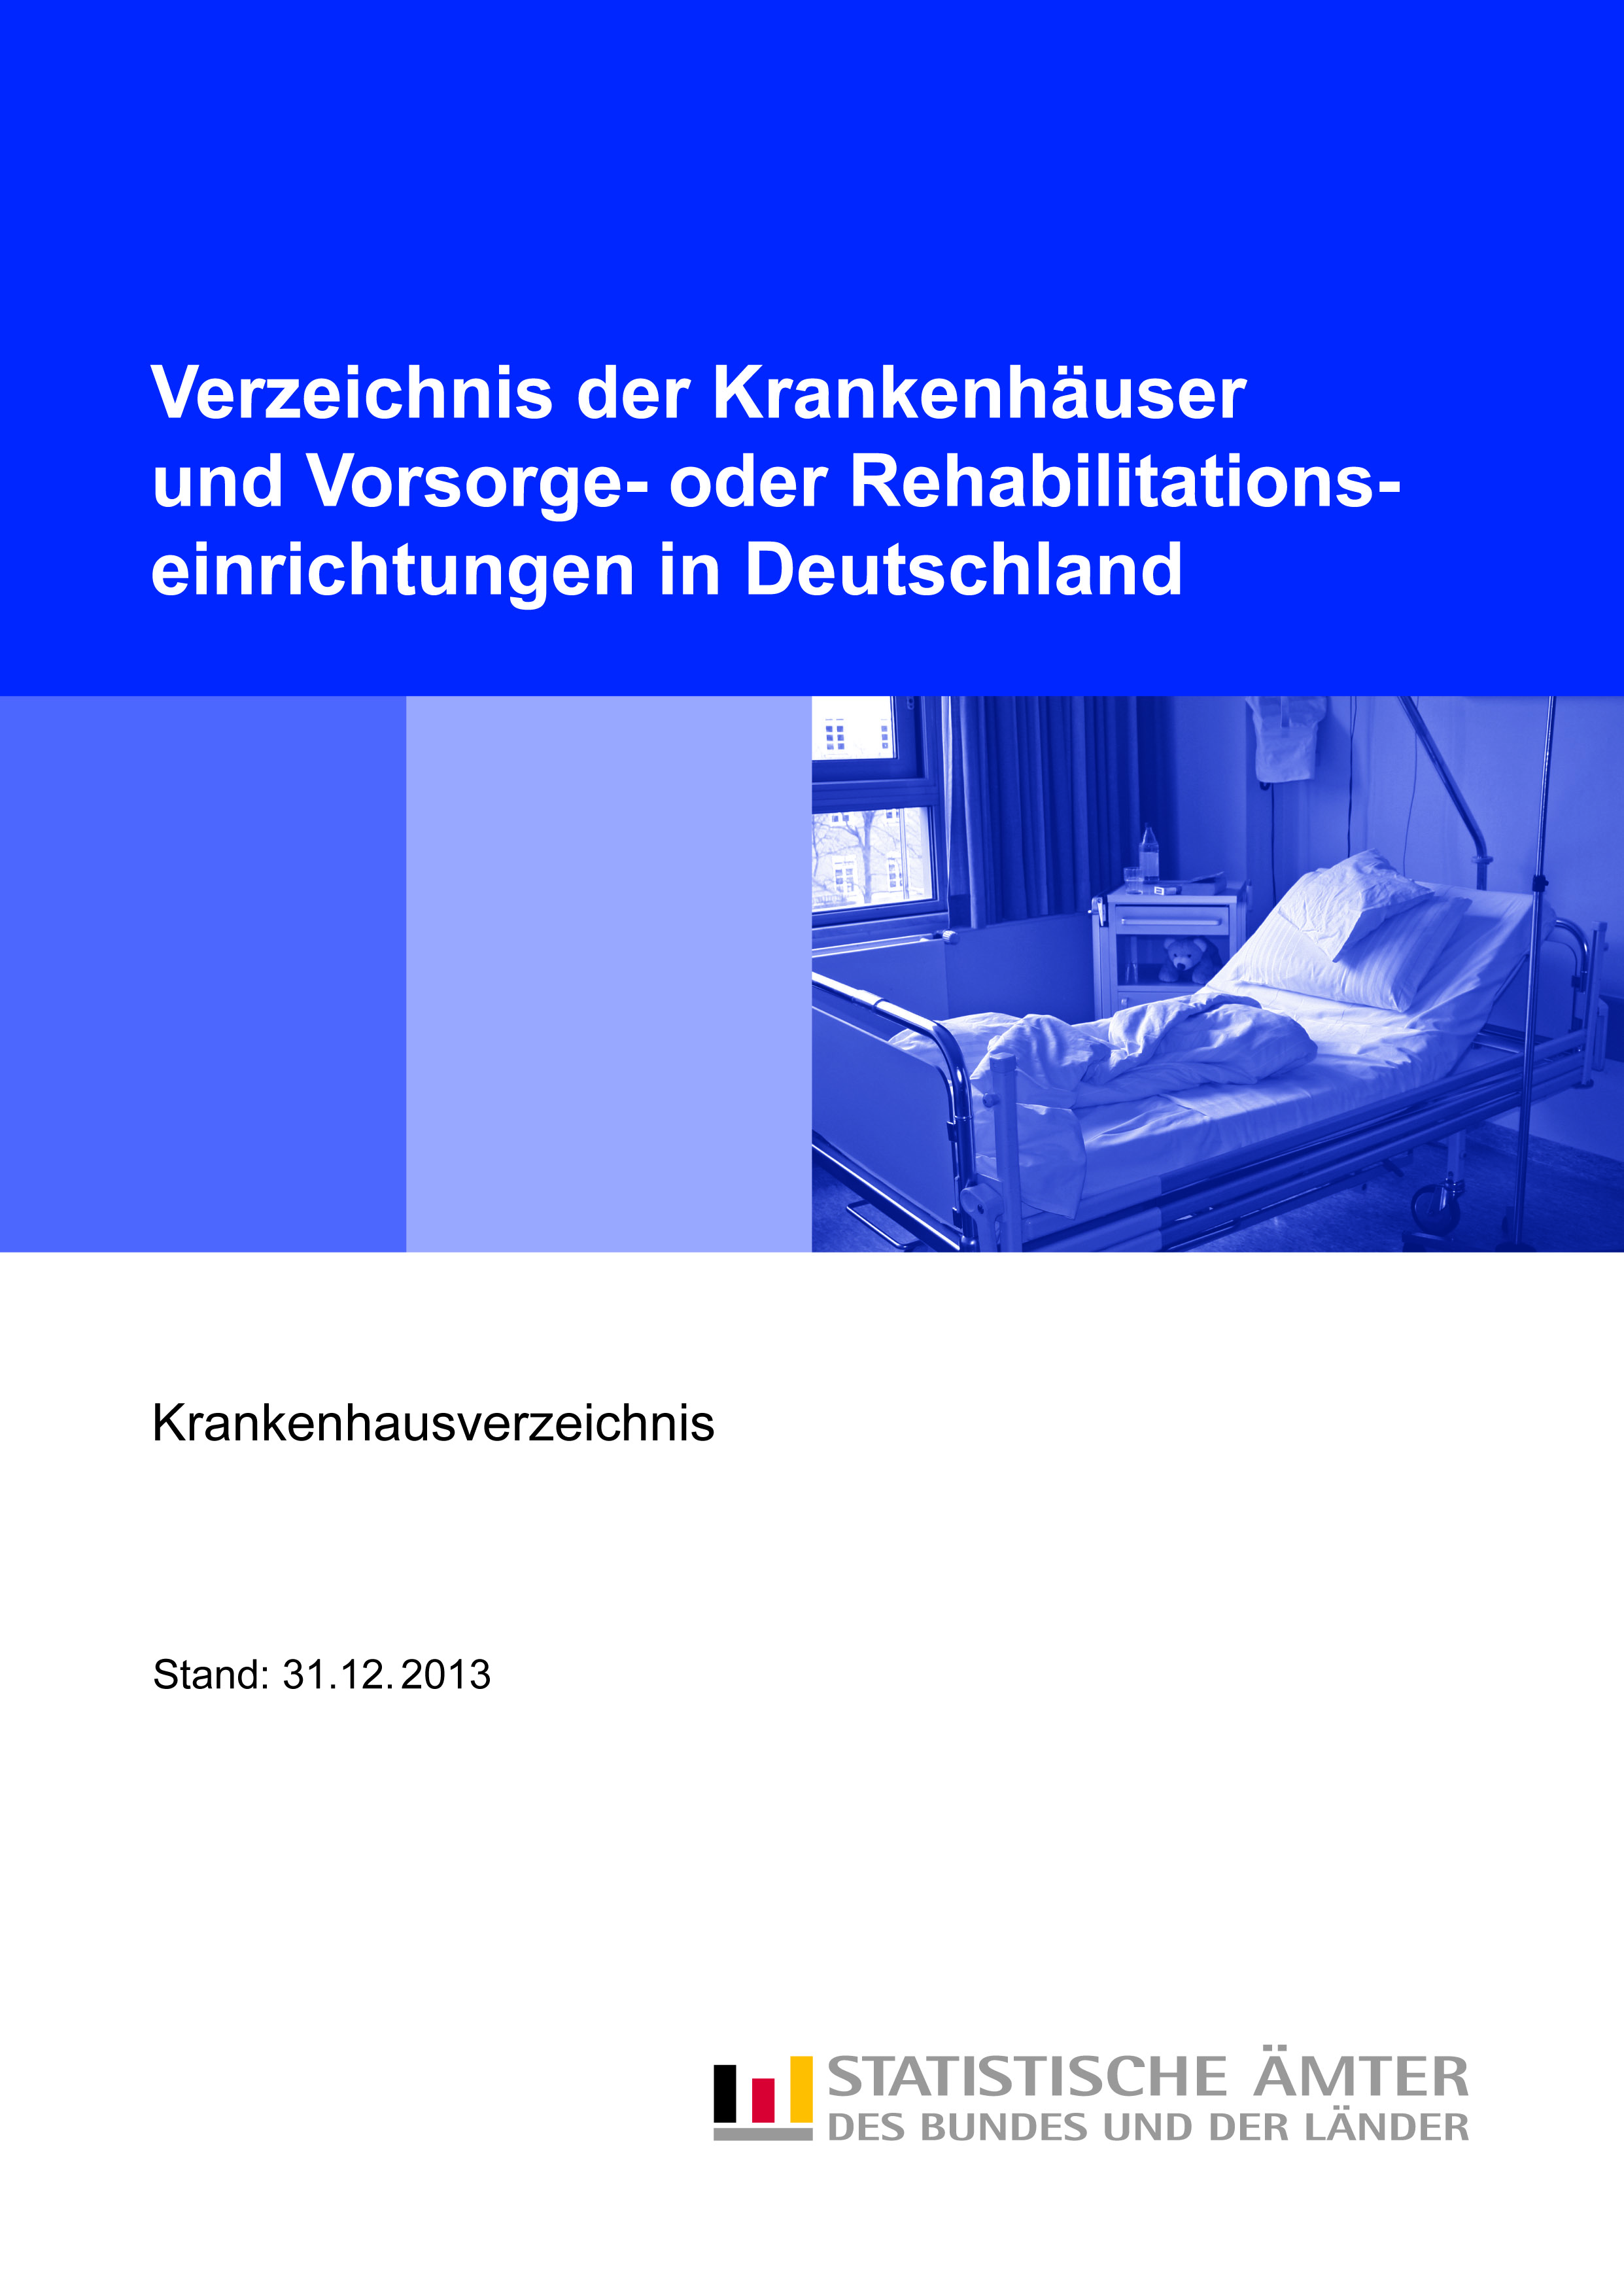 Verzeichnis der Krankenhäuser
und Vorsorge- oder Rehabilitations-
einrichtungen in Deutschland
Krankenhausverzeichnis
Stand: 31.12.2013
STATISTISCHE ÄMTER
DES BUNDES UND DER LÄNDER